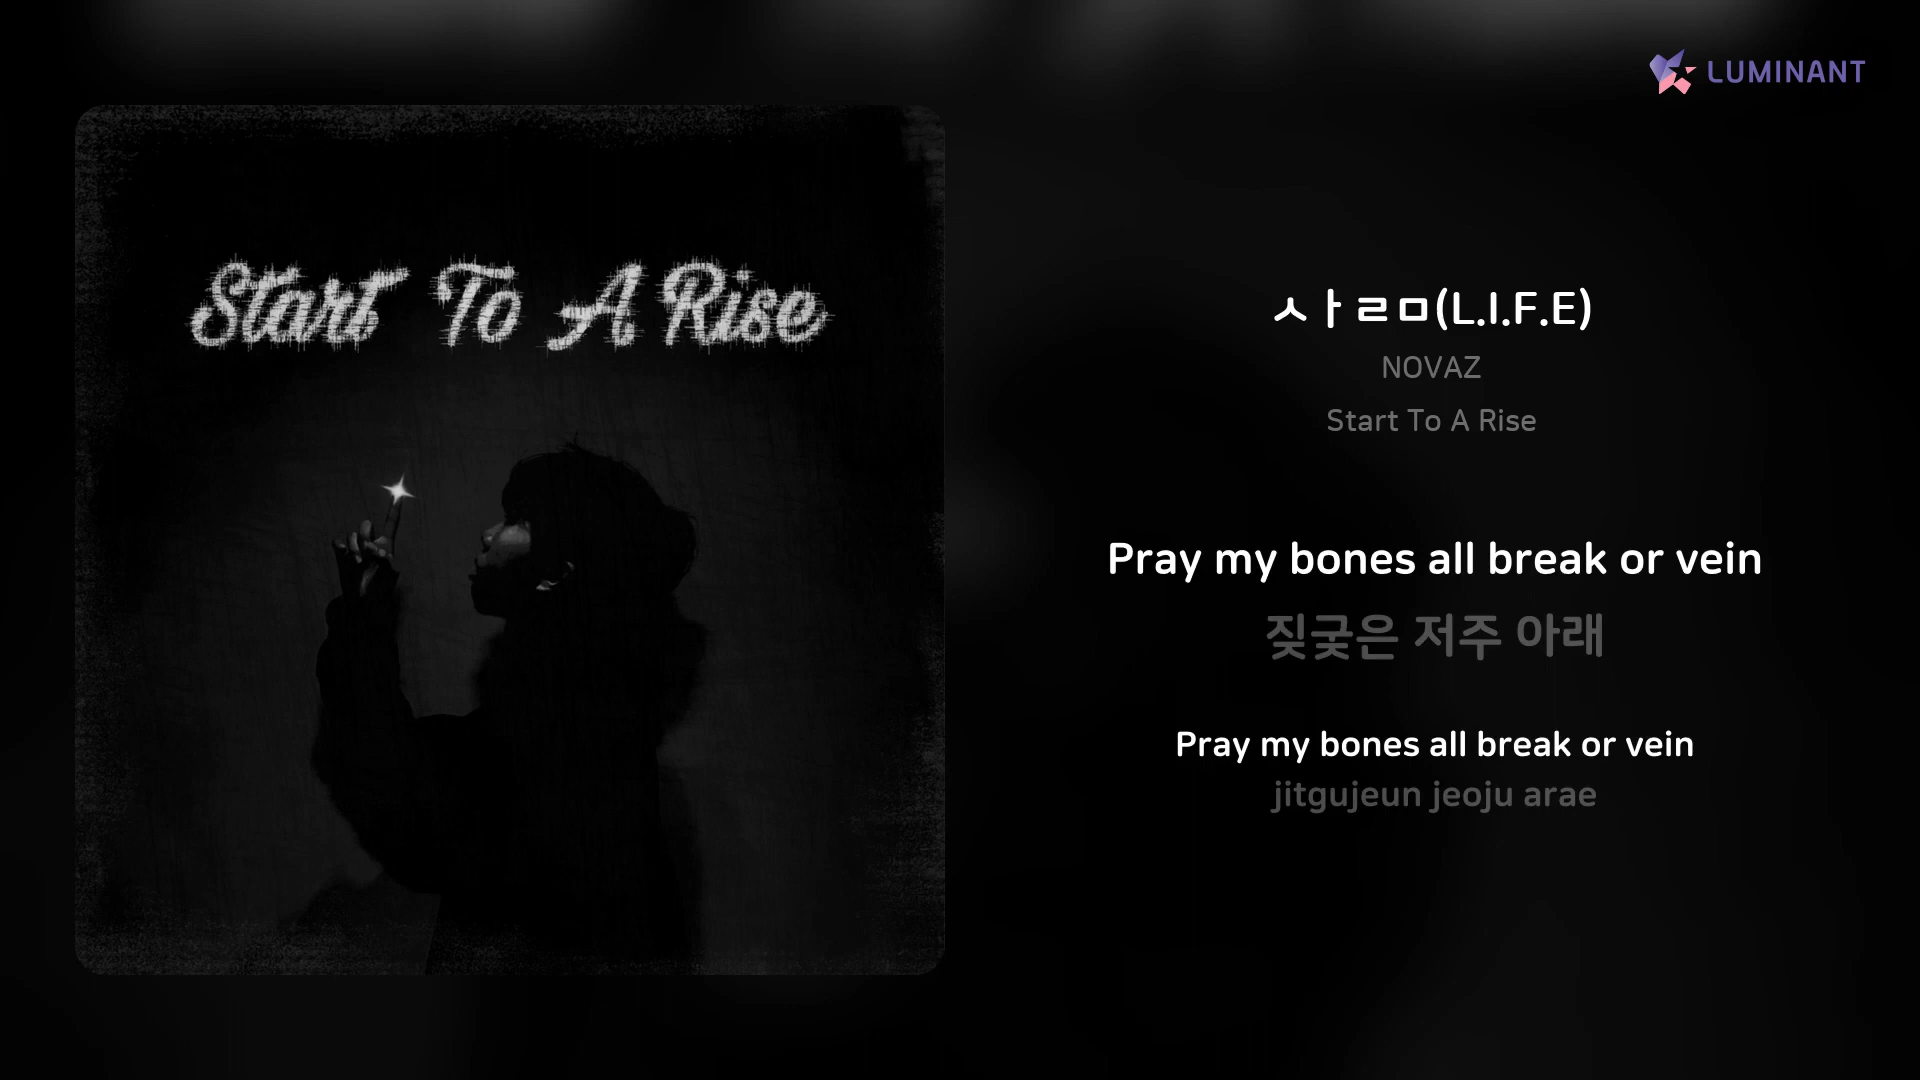 LUMINANT
Start To A Rise
ㅅㅏㄹㅁ(L.I.F.E)
NOVAZ
Start To A Rise
Pray my bones all break or vein
짖궂은 저주 아래
Pray my bones all break or vein
jitgujeun jeoju arae